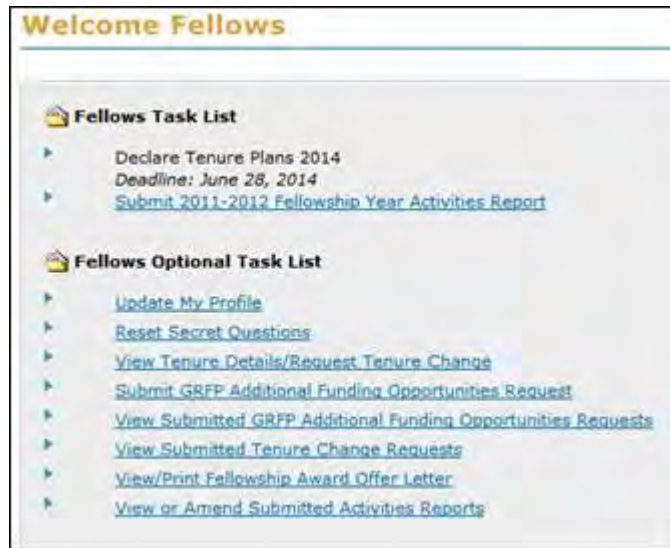 Welcome Fellows
Fellows Task List
Declare Tenure Plans 2014
Deadline: June 28, 2014
Submit 2011-2012 Fellowship Year Activities Report
Fellows Optional Task List
Update My Profile
Reset Secret Questions
View Tenure Details/Request Tenure Change
Submit GRFP Additional Funding Opportunities Request
View Submitted GRFP Additional Funding Opportunities Requests
View Submitted Tenure Change Requests
View/Print Fellowship Award Offer Letter
View or Amend Submitted Activities Reports